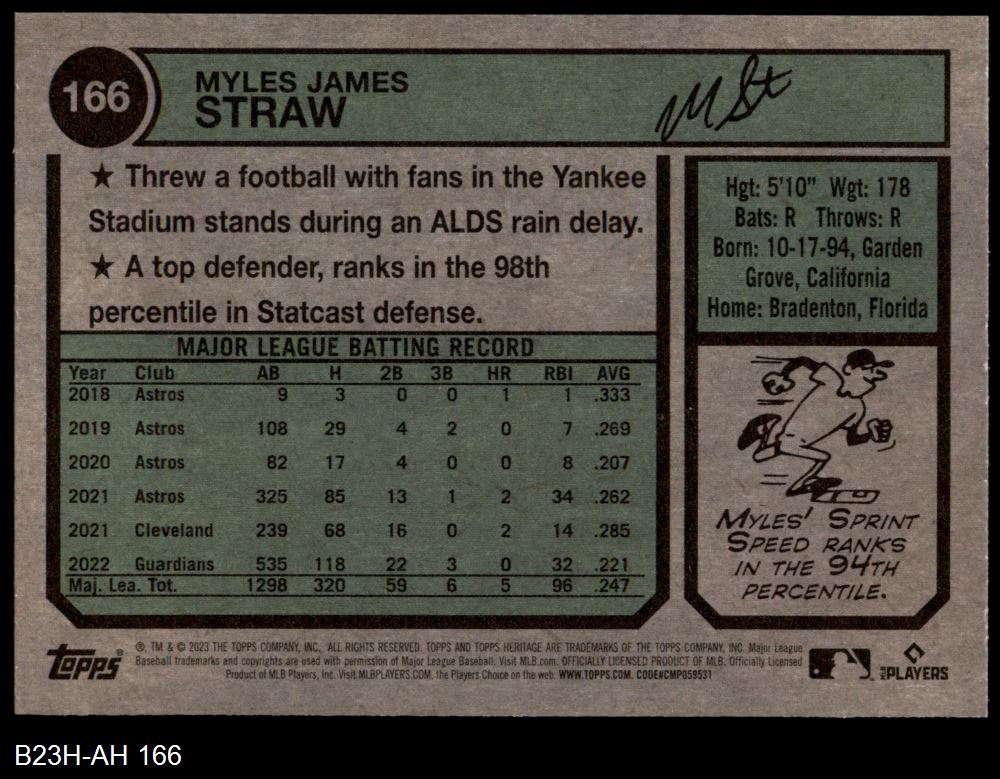 166
MYLES JAMES
STRAW
M St
★ Threw a football with fans in the Yankee
Stadium stands during an ALDS rain delay.
★ A top defender, ranks in the 98th
percentile in Statcast defense.
Hgt: 5'10" Wgt: 178
Bats: R Throws: R
Born: 10-17-94, Garden
Grove, California
Home: Bradenton, Florida
MAJOR LEAGUE BATTING RECORD
Year Club AB H 2B 3B HR RBI AVG
2018 Astros 9 3 0 0 1 1 .333
2019 Astros 108 29 4 2 0 7 .269
2020 Astros 82 17 4 0 0 8 .207
2021 Astros 325 85 13 1 2 34 .262
2021 Cleveland 239 68 16 0 2 14 .285
2022 Guardians 535 118 22 3 0 32 .221
Maj. Lea. Tot. 1298 320 59 6 5 96 .247
MYLES' SPRINT
SPEED RANKS
IN THE 94TH
PERCENTILE.
Topps
®, TM & © 2023 THE TOPPS COMPANY, INC. ALL RIGHTS RESERVED. TOPPS AND TOPPS HERITAGE ARE TRADEMARKS OF THE TOPPS COMPANY, INC. Major League
Baseball trademarks and copyrights are used with permission of Major League Baseball. Visit MLB.com. OFFICIALLY LICENSED PRODUCT OF MLB. Officially Licensed
Product of MLB Players, Inc. Visit MLBPLAYERS.COM, the Players Choice on the web. WWW.TOPPS.COM. CODE#CMP059531
MLB PLAYERS
B23H-AH 166